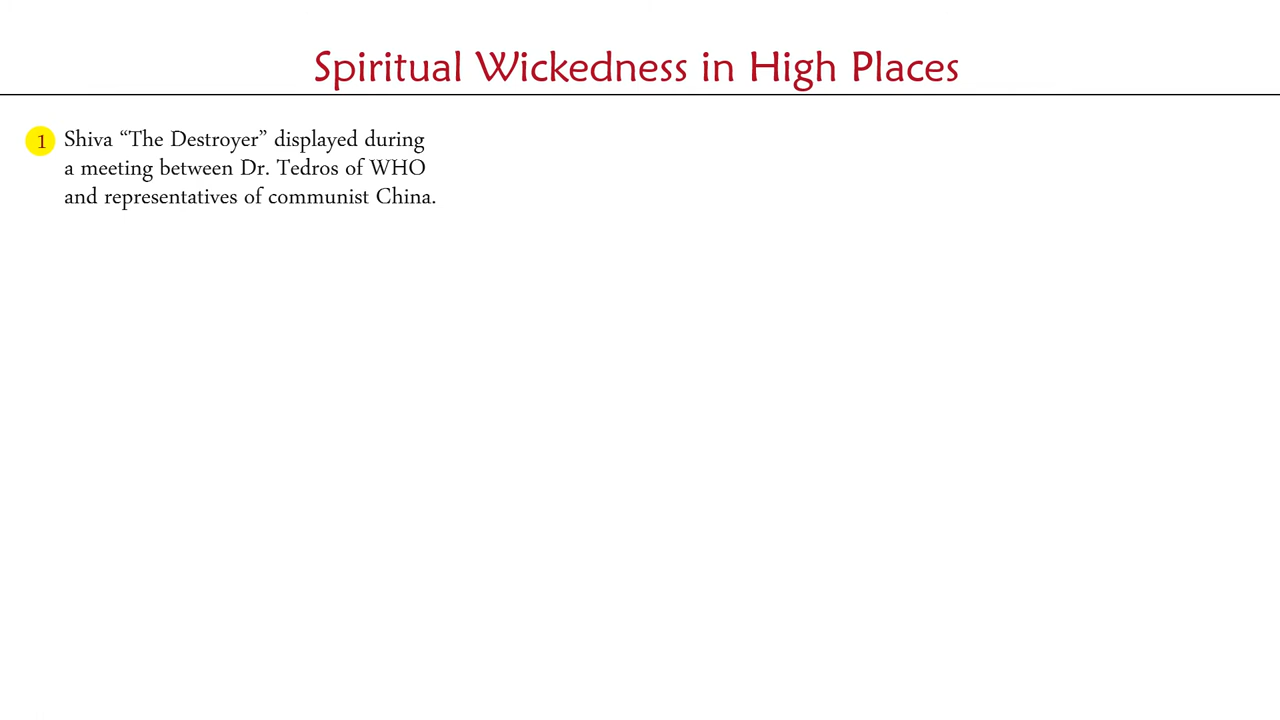 Spiritual Wickedness in High Places
1 Shiva “The Destroyer” displayed during
a meeting between Dr. Tedros of WHO
and representatives of communist China.